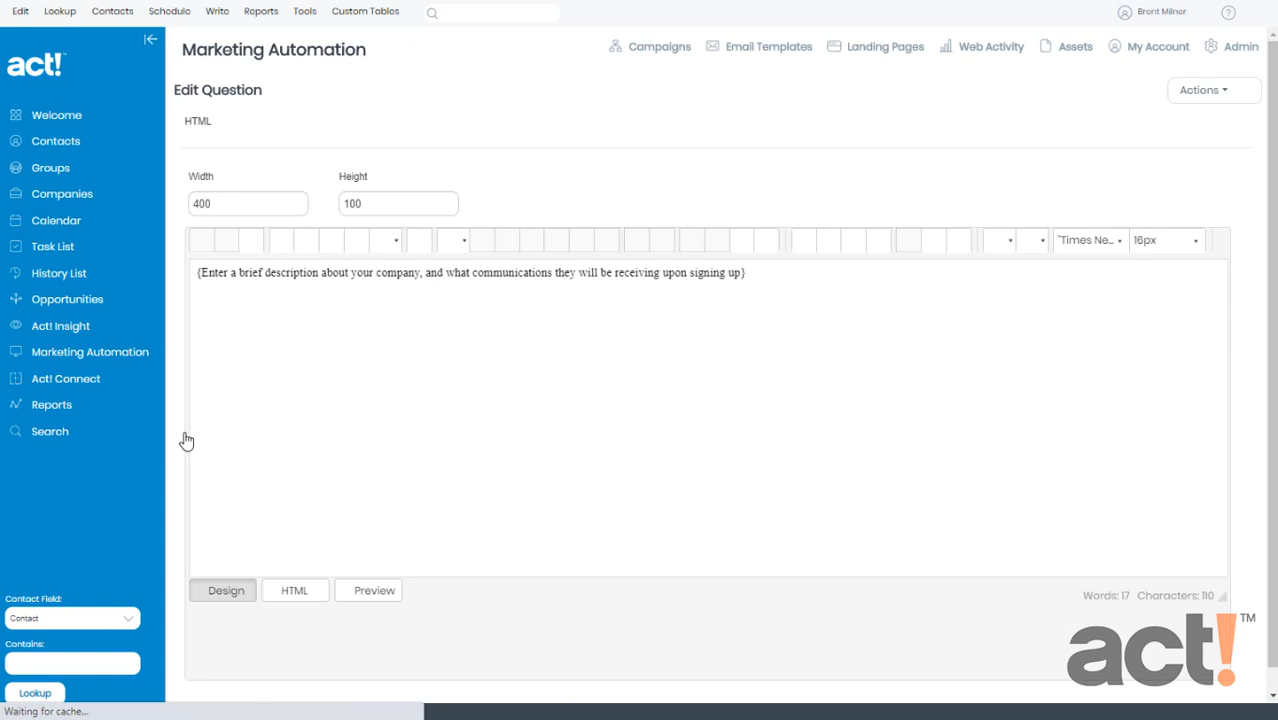 Edit Lookup Contacts Schedule Write Reports Tools Custom Tables
Brent Milner ?
act!
Marketing Automation
Campaigns Email Templates Landing Pages Web Activity Assets My Account Admin
Edit Question
Actions
HTML
Welcome
Contacts
Groups
Companies
Calendar
Task List
History List
Opportunities
Act! Insight
Marketing Automation
Act! Connect
Reports
Search
Width Height
400 100
"Times Ne... 16px
{Enter a brief description about your company, and what communications they will be receiving upon signing up}
Design HTML Preview
Words: 17 Characters: 110
Contact Field:
Contact
Contains:
Lookup
act! TM
Waiting for cache...